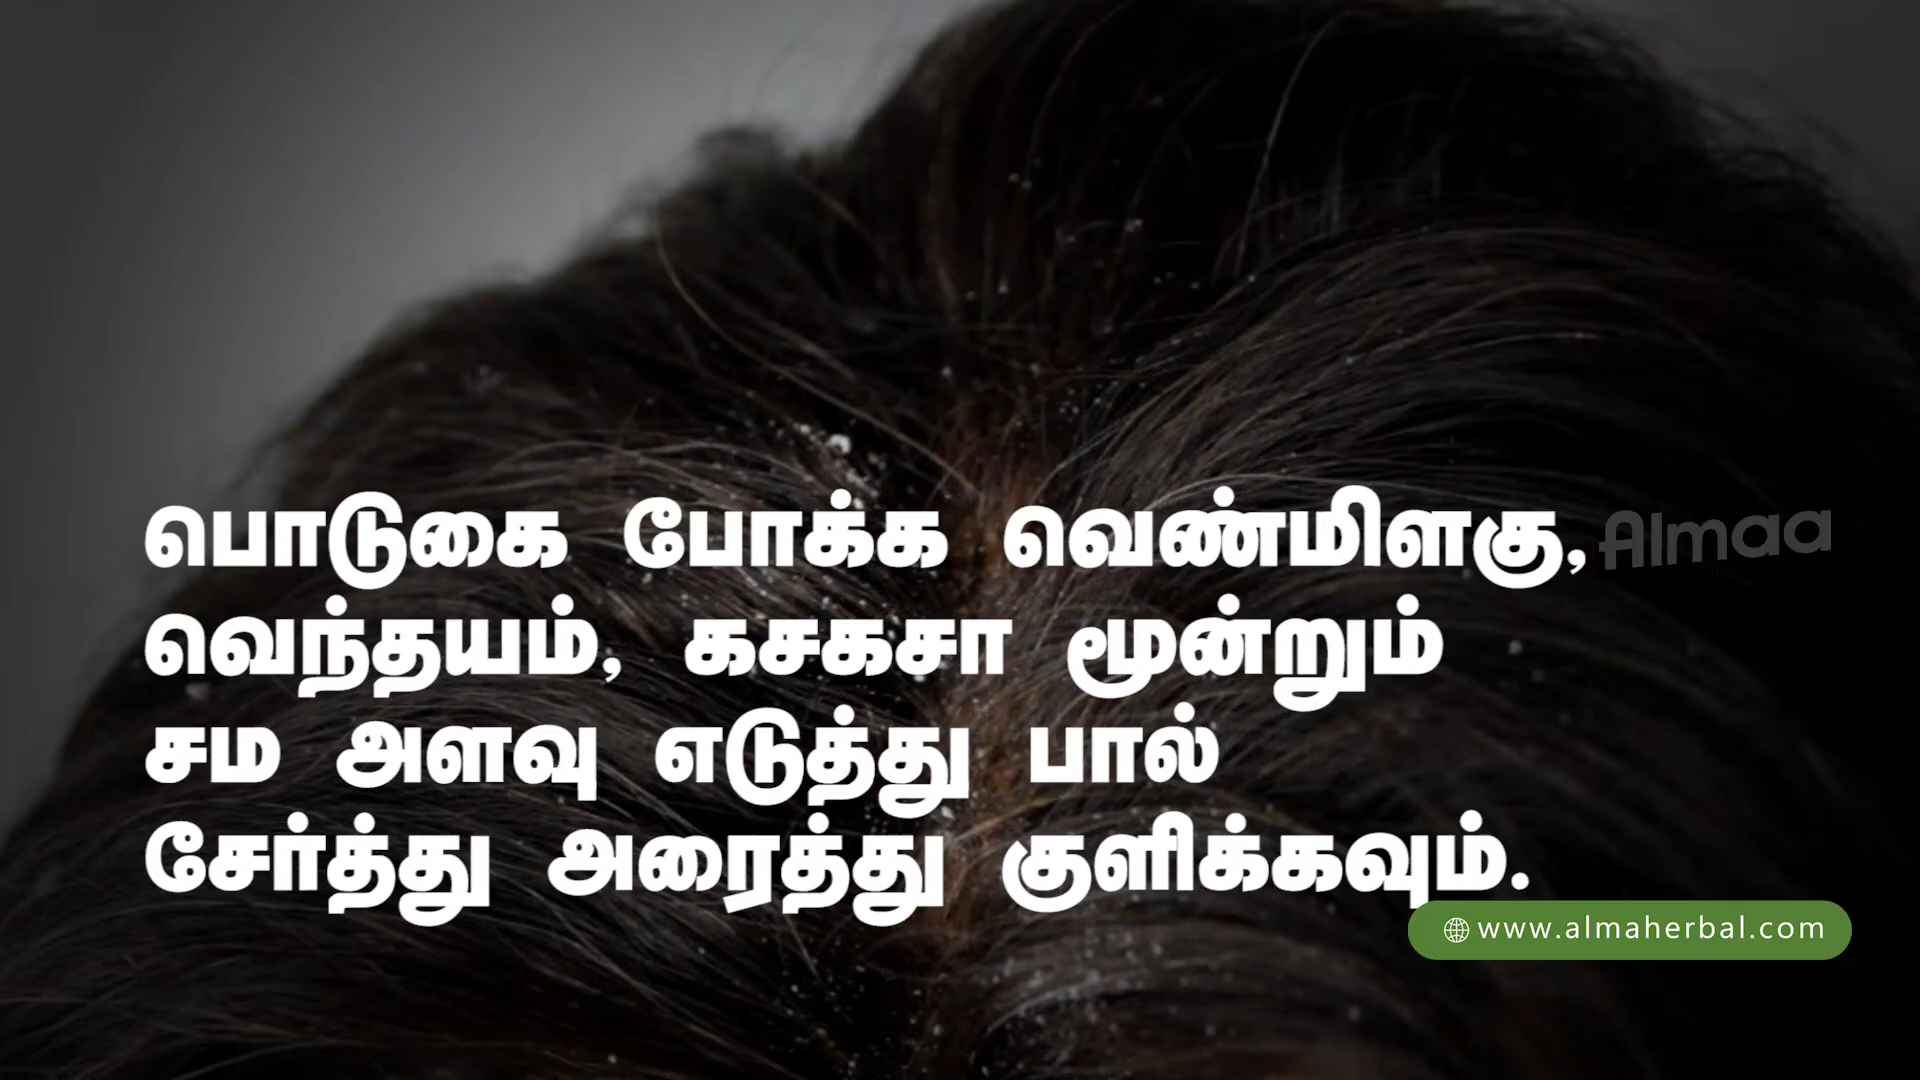 பொடுகை போக்க வெண்மிளகு,
Almaa
வெந்தயம், கசகசா மூன்றும்
சம அளவு எடுத்து பால்
சேர்த்து அரைத்து குளிக்கவும்.
www.almaherbal.com